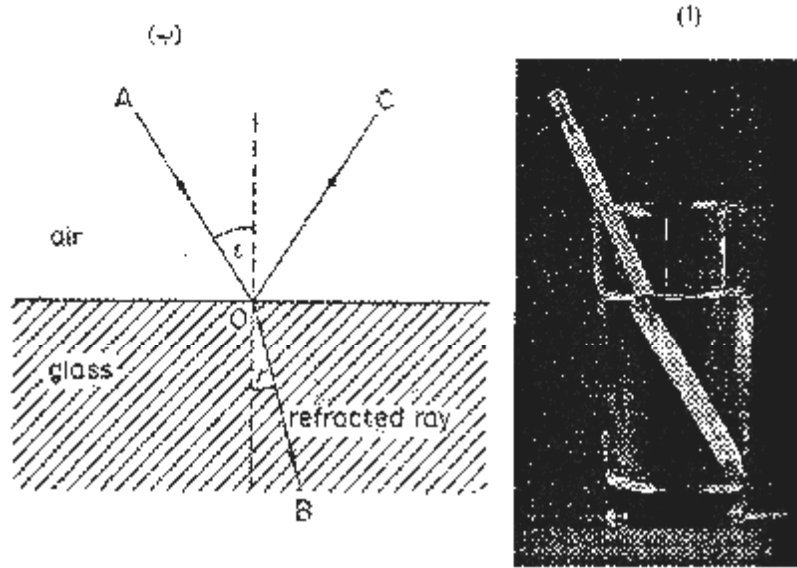 (ب)
(1)
A
C
air
O
glass
refracted ray
B